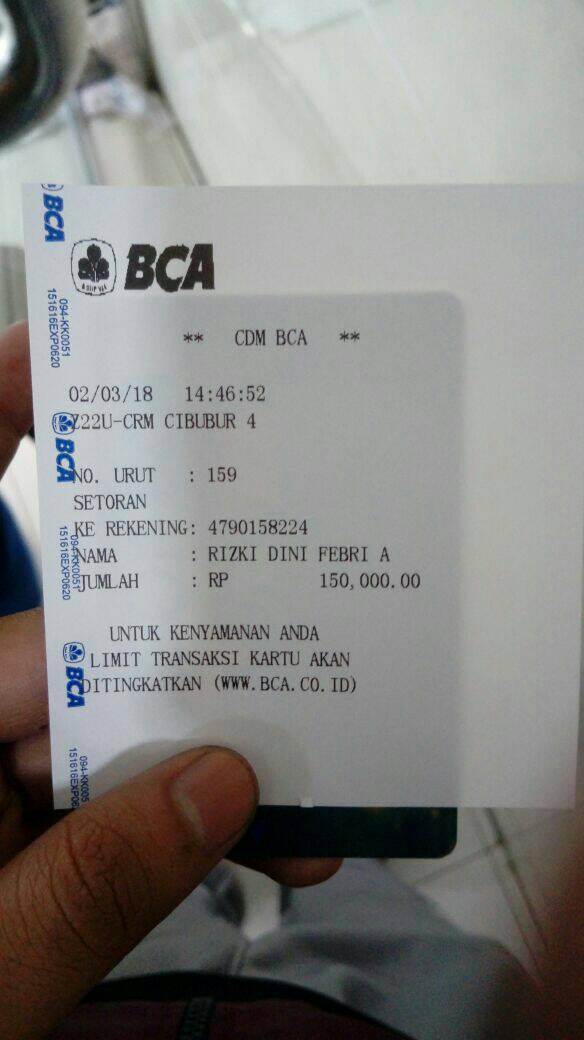 BCA
BCA
** CDM BCA **
02/03/18 14:46:52
Z22U-CRM CIBUBUR 4
NO. URUT : 159
SETORAN
KE REKENING: 4790158224
NAMA : RIZKI DINI FEBRI A
JUMLAH : RP 150,000.00
UNTUK KENYAMANAN ANDA
LIMIT TRANSAKSI KARTU AKAN
DITINGKATKAN (WWW.BCA.CO.ID)
094-KK0051
151616EXP0620
BCA
094-KK0051
151616EXP0620
BCA
094-KK005
151616EXP062